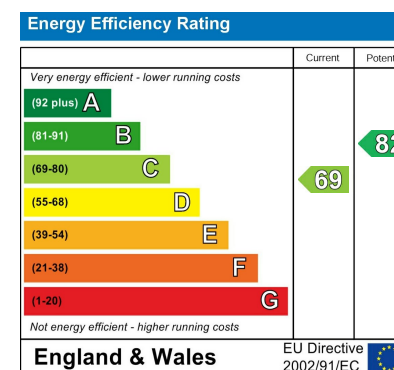 Energy Efficiency Rating
Current
Very energy efficient - lower running costs
(92 plus) A
(81-91) B
82
(69-80) C
69
(55-68) D
(39-54) E
(21-38) F
(1-20) G
Not energy efficient - higher running costs
England & Wales
EU Directive
2002/91/EC